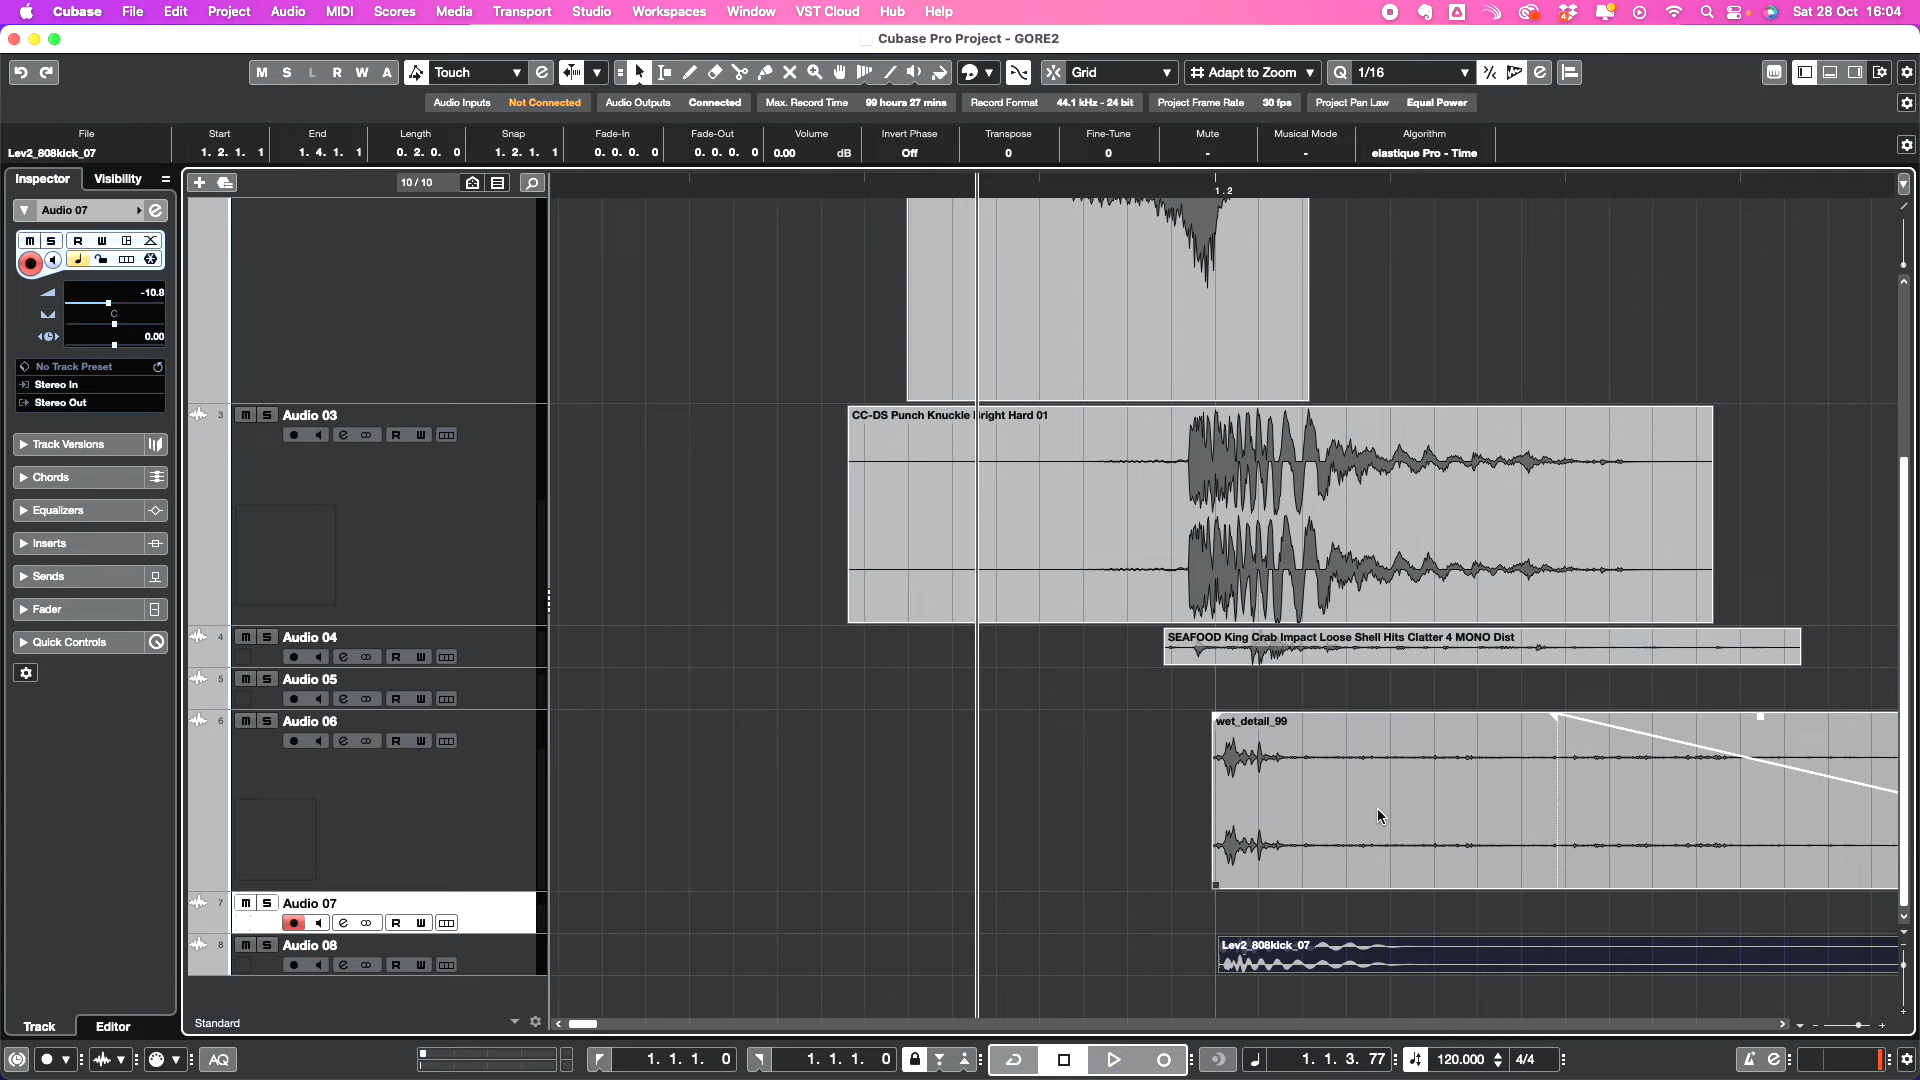 Cubase File Edit Project Audio MIDI Scores Media Transport Studio Workspaces Window VST Cloud Hub Help Sat 28 Oct 16:04
Cubase Pro Project - GORE2
M S L R W A Touch Grid # Adapt to Zoom Q 1/16
Audio Inputs Not Connected Audio Outputs Connected Max. Record Time 99 hours 27 mins Record Format 44.1 kHz - 24 bit Project Frame Rate 30 fps Project Pan Law Equal Power
File Start End Length Snap Fade-In Fade-Out Volume Invert Phase Transpose Fine-Tune Mute Musical Mode Algorithm
Lev2_808kick_07 1. 2. 1. 1 1. 4. 1. 1 0. 2. 0. 0 1. 2. 1. 1 0. 0. 0. 0 0. 0. 0. 0 0.00 dB Off 0 0 - - elastique Pro - Time
Inspector Visibility 10 / 10
1.2
Audio 07
M S R W
-10.8
C
0.00
No Track Preset
Stereo In
Stereo Out
Track Versions
Chords
Equalizers
Inserts
Sends
Fader
Quick Controls
3 m S Audio 03
R W
CC-DS Punch Knuckle Bright Hard 01
4 m S Audio 04
R W
SEAFOOD King Crab Impact Loose Shell Hits Clatter 4 MONO Dist
5 m S Audio 05
R W
6 m S Audio 06
R W
wet_detail_99
7 m S Audio 07
R W
8 m S Audio 08
R W
Lev2_808kick_07
Standard
Track Editor
AQ 1. 1. 1. 0 1. 1. 1. 0 1. 1. 3. 77 120.000 4/4